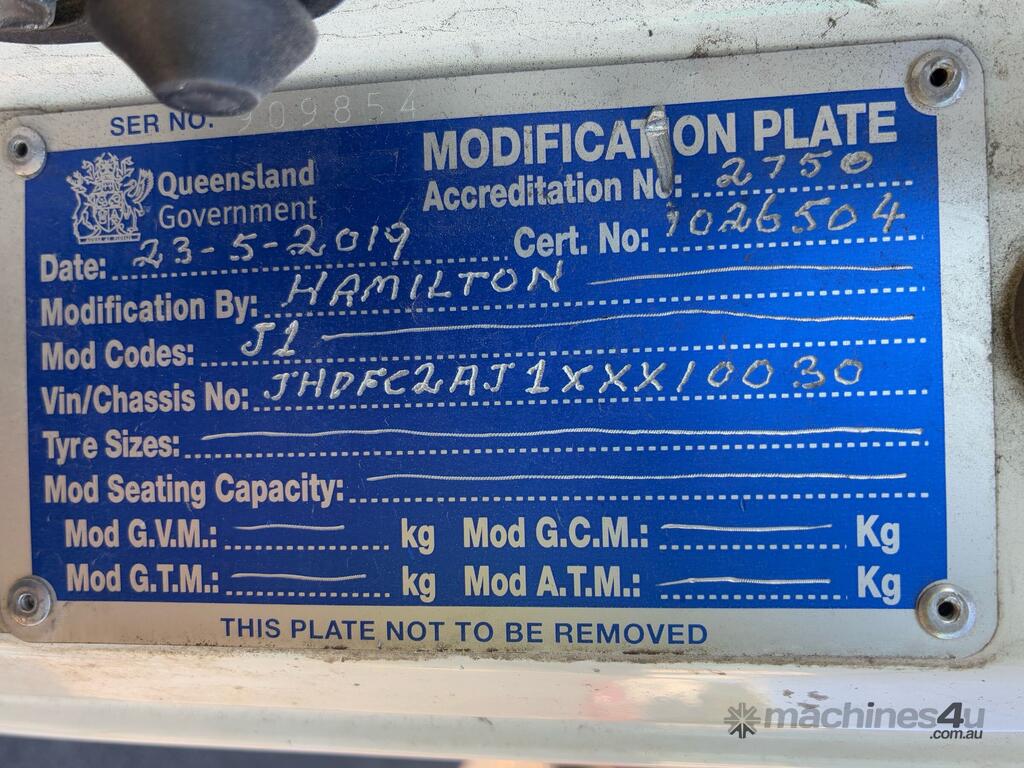 SER NO. 909854
MODIFICATION PLATE
Queensland
Government
Accreditation No: 2750
Date: 23-5-2019
Cert. No: 1026504
Modification By: HAMILTON
Mod Codes: J1
Vin/Chassis No: JHDFC2AJ1XXX10030
Tyre Sizes:
Mod Seating Capacity:
Mod G.V.M.: kg Mod G.C.M.: Kg
Mod G.T.M.: kg Mod A.T.M.: Kg
THIS PLATE NOT TO BE REMOVED
machines4u
.com.au